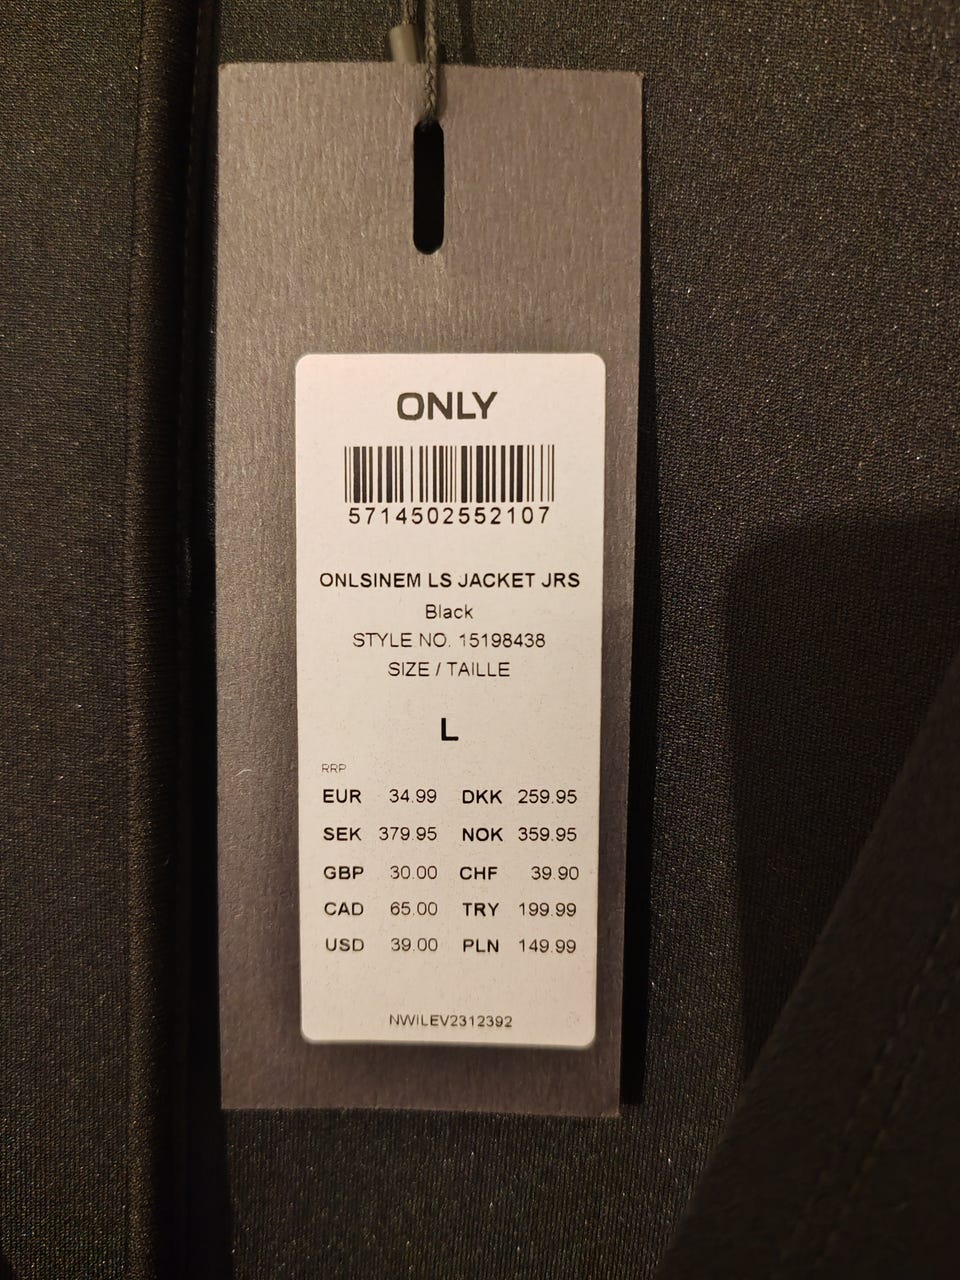 ONLY
5714502552107
ONLSINEM LS JACKET JRS
Black
STYLE NO. 15198438
SIZE / TAILLE
L
RRP
EUR 34.99 DKK 259.95
SEK 379.95 NOK 359.95
GBP 30.00 CHF 39.90
CAD 65.00 TRY 199.99
USD 39.00 PLN 149.99
NWILEV2312392